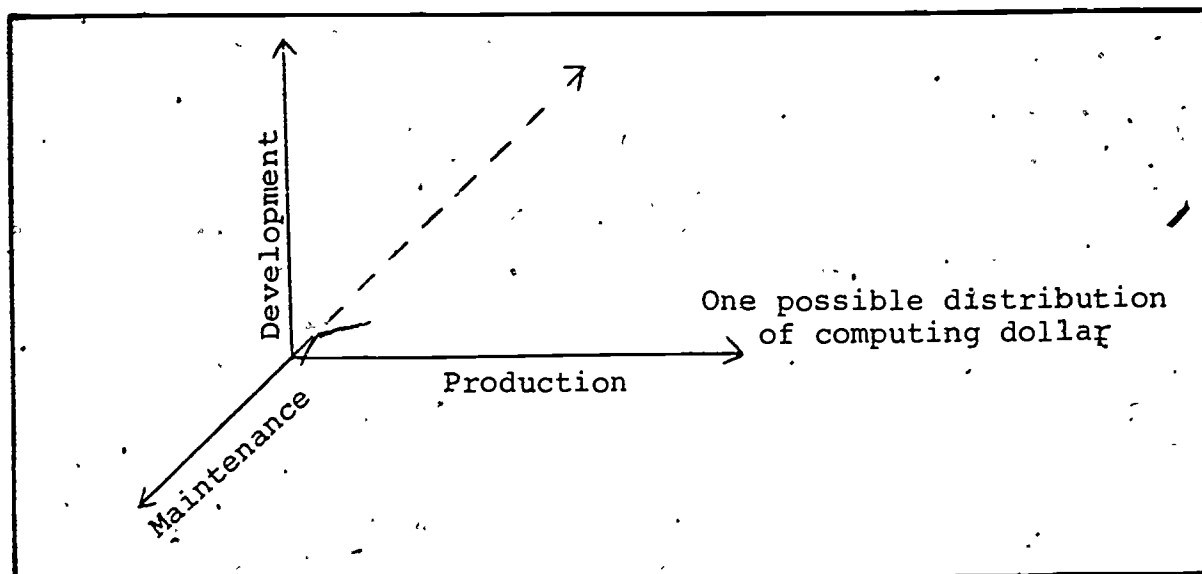 Development
One possible distribution
of computing dollar
Production
Maintenance